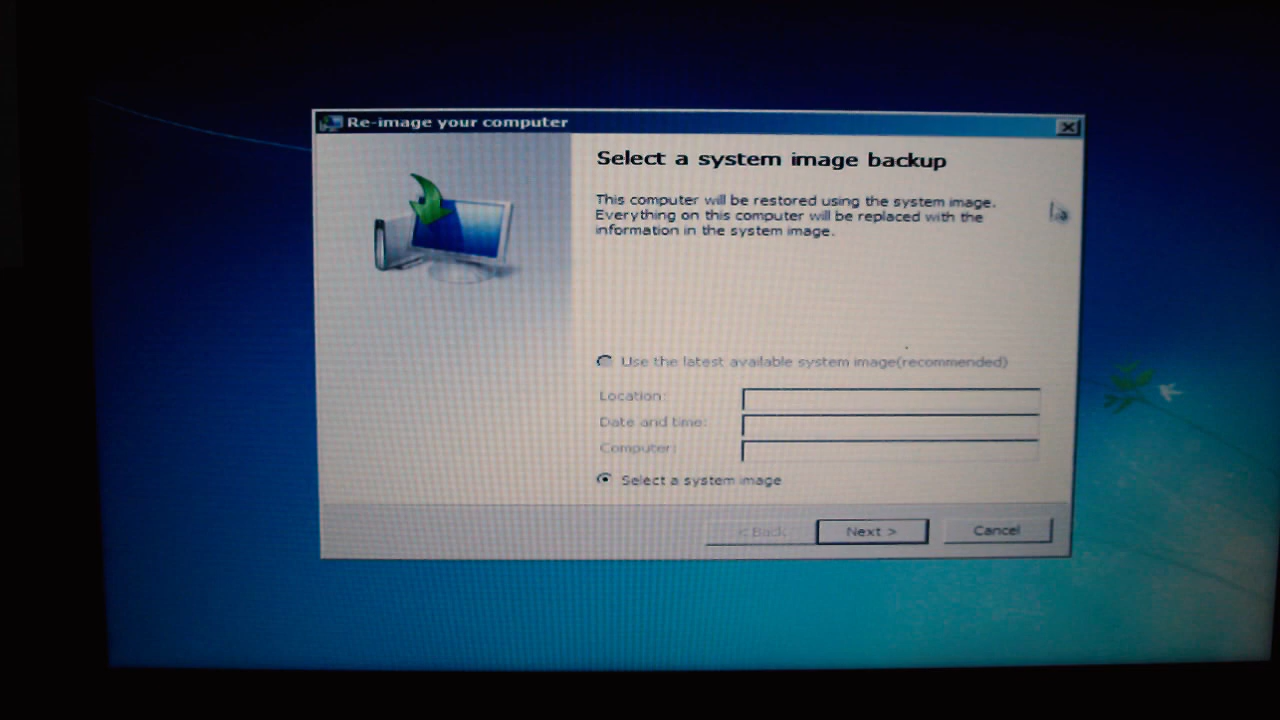 Re-image your computer
Select a system image backup
This computer will be restored using the system image.
Everything on this computer will be replaced with the
information in the system image.
Use the latest available system image(recommended)
Location:
Date and time:
Computer:
Select a system image
< Back
Next >
Cancel